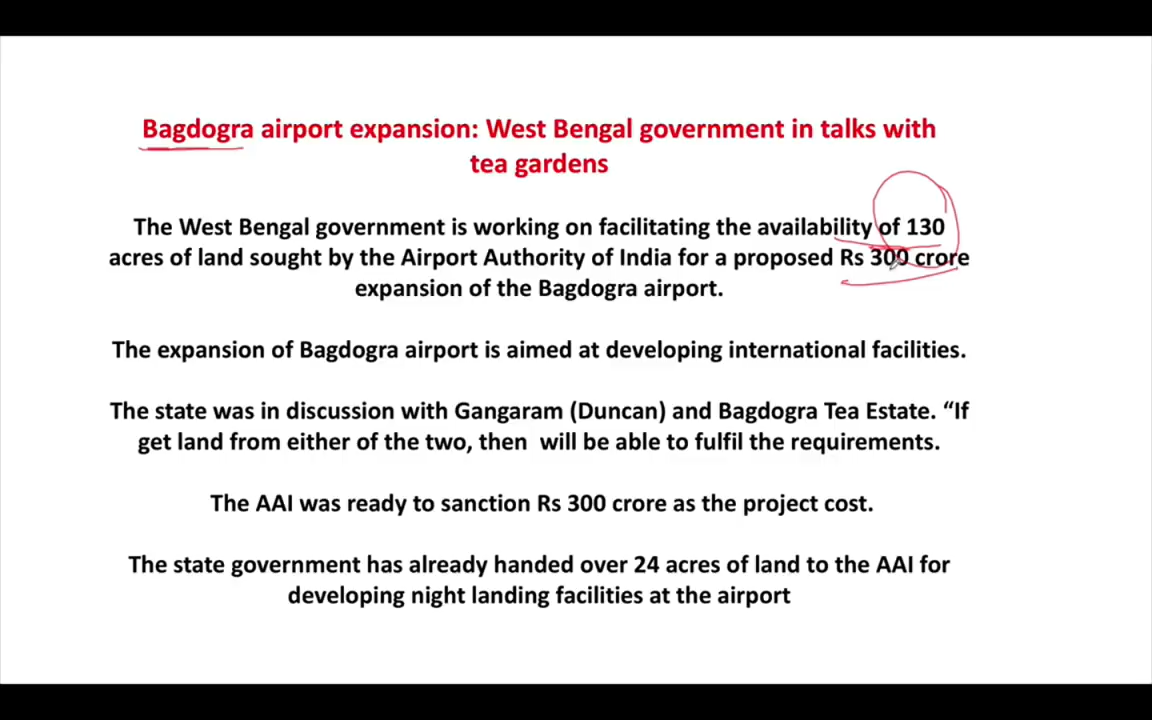 Bagdogra airport expansion: West Bengal government in talks with
tea gardens
The West Bengal government is working on facilitating the availability of 130
acres of land sought by the Airport Authority of India for a proposed Rs 300 crore
expansion of the Bagdogra airport.
The expansion of Bagdogra airport is aimed at developing international facilities.
The state was in discussion with Gangaram (Duncan) and Bagdogra Tea Estate. “If
get land from either of the two, then  will be able to fulfil the requirements.
The AAI was ready to sanction Rs 300 crore as the project cost.
The state government has already handed over 24 acres of land to the AAI for
developing night landing facilities at the airport